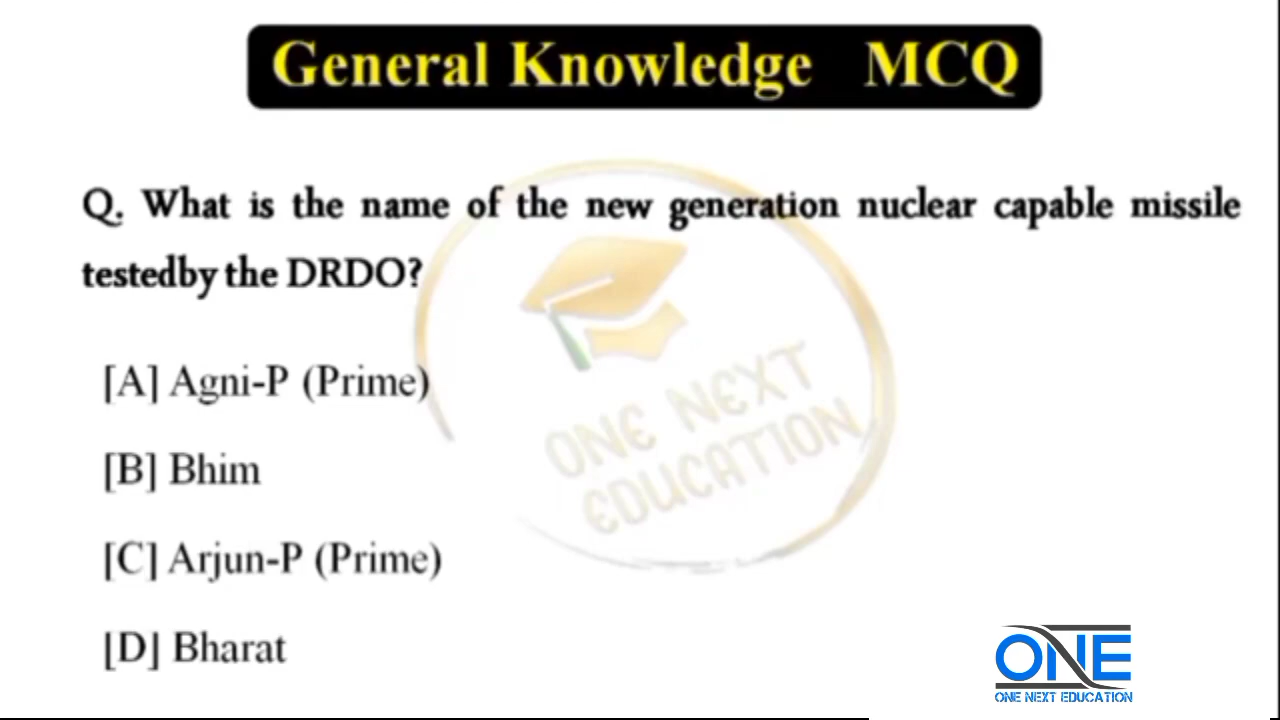 General Knowledge MCQ
Q. What is the name of the new generation nuclear capable missile
testedby the DRDO?
[A] Agni-P (Prime)
[B] Bhim
[C] Arjun-P (Prime)
[D] Bharat
ONE NEXT
EDUCATION
ONE
ONE NEXT EDUCATION